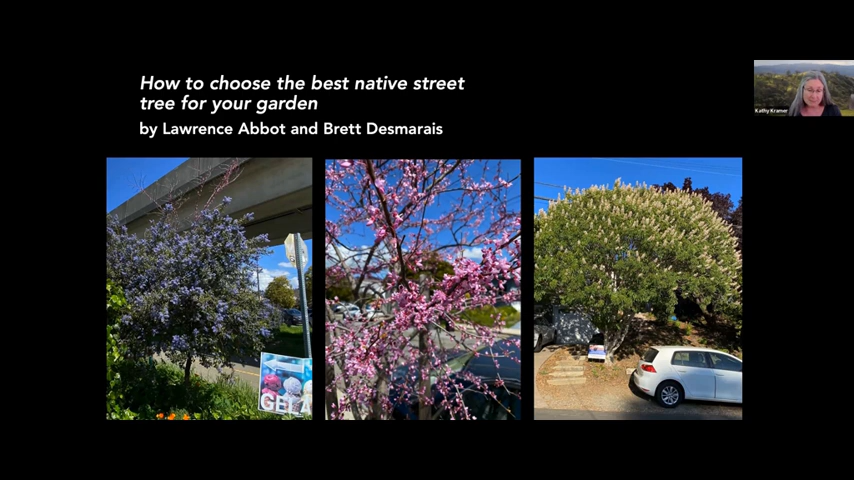 How to choose the best native street
tree for your garden
by Lawrence Abbot and Brett Desmarais
Kathy Kramer
GELA